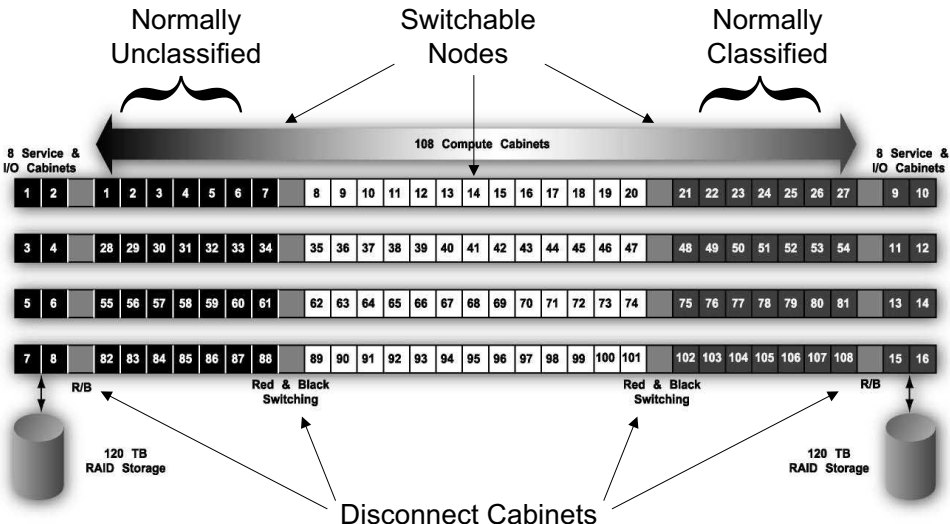 Normally
Unclassified
Switchable
Nodes
Normally
Classified
108 Compute Cabinets
8 Service &
I/O Cabinets
8 Service &
I/O Cabinets
1 2 1 2 3 4 5 6 7 8 9 10 11 12 13 14 15 16 17 18 19 20 21 22 23 24 25 26 27 9 10
3 4 28 29 30 31 32 33 34 35 36 37 38 39 40 41 42 43 44 45 46 47 48 49 50 51 52 53 54 11 12
5 6 55 56 57 58 59 60 61 62 63 64 65 66 67 68 69 70 71 72 73 74 75 76 77 78 79 80 81 13 14
7 8 82 83 84 85 86 87 88 89 90 91 92 93 94 95 96 97 98 99 100 101 102 103 104 105 106 107 108 15 16
R/B
Red & Black
Switching
Red & Black
Switching
R/B
120 TB
RAID Storage
120 TB
RAID Storage
Disconnect Cabinets